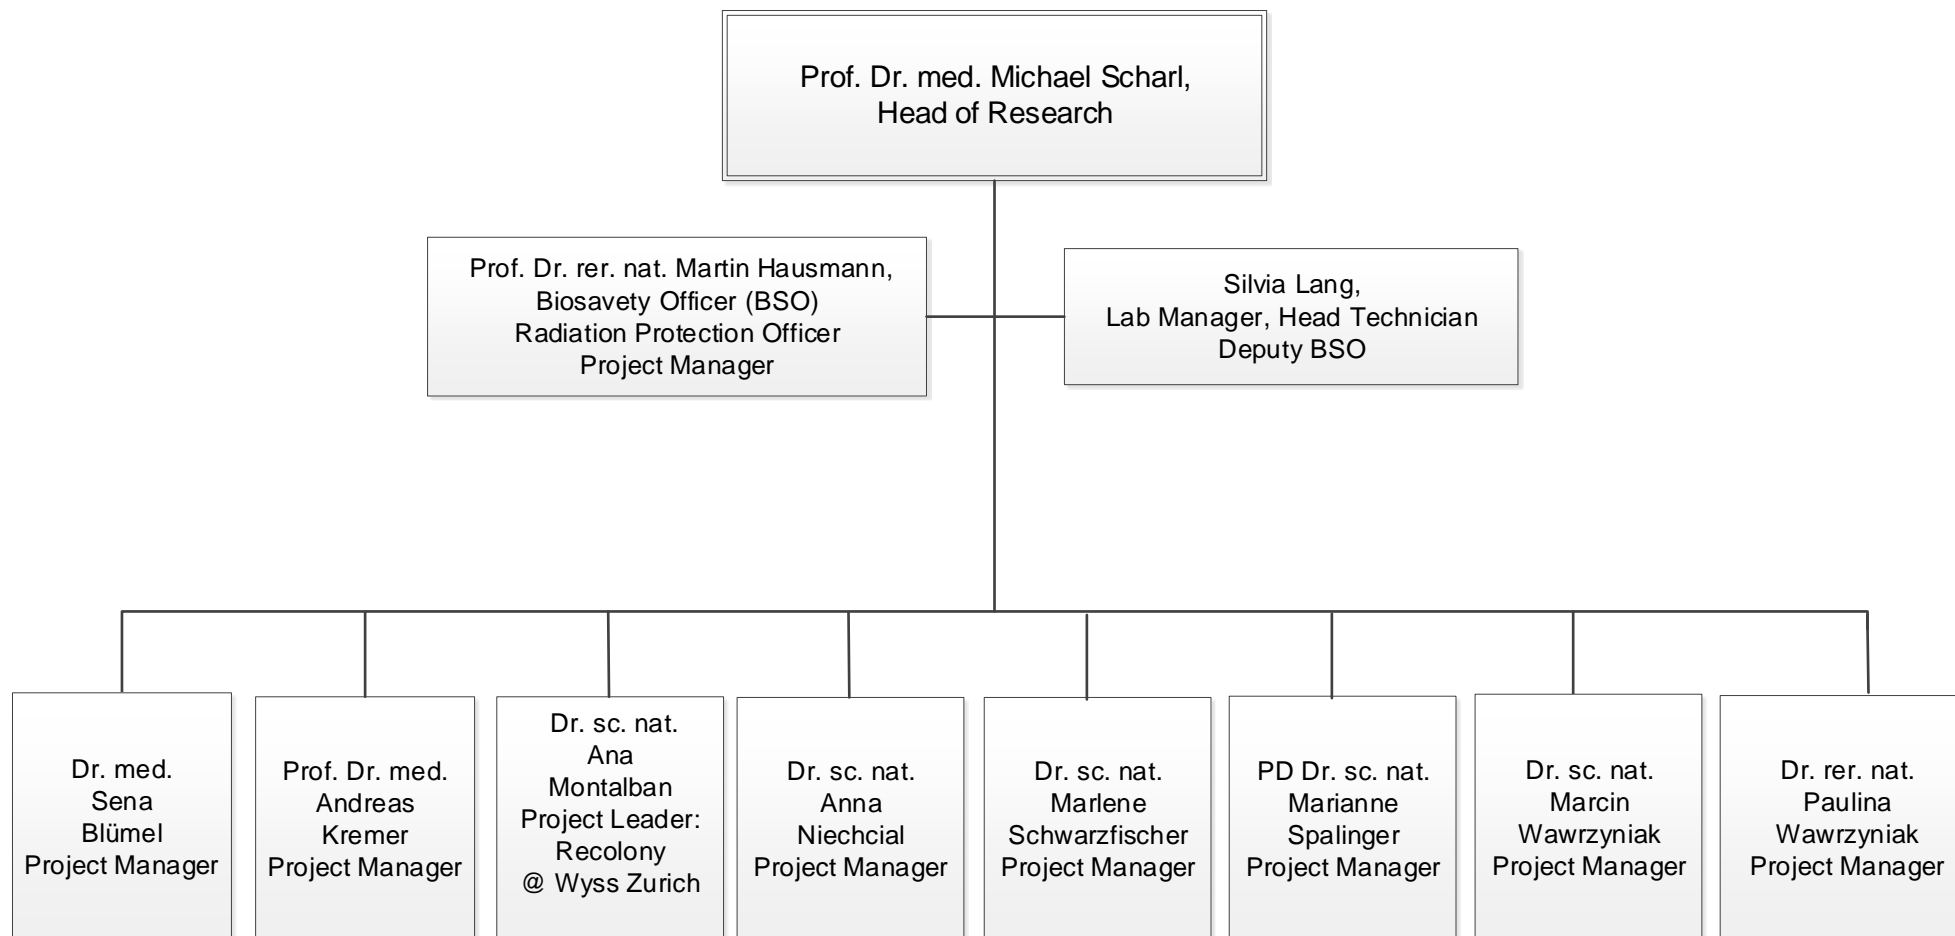 Prof. Dr. med. Michael Scharl,
Head of Research
Prof. Dr. rer. nat. Martin Hausmann,
Biosavety Officer (BSO)
Radiation Protection Officer
Project Manager
Silvia Lang,
Lab Manager, Head Technician
Deputy BSO
Dr. med.
Sena
Blümel
Project Manager
Prof. Dr. med.
Andreas
Kremer
Project Manager
Dr. sc. nat.
Ana
Montalban
Project Leader:
Recolony
@ Wyss Zurich
Dr. sc. nat.
Anna
Niechcial
Project Manager
Dr. sc. nat.
Marlene
Schwarzfischer
Project Manager
PD Dr. sc. nat.
Marianne
Spalinger
Project Manager
Dr. sc. nat.
Marcin
Wawrzyniak
Project Manager
Dr. rer. nat.
Paulina
Wawrzyniak
Project Manager